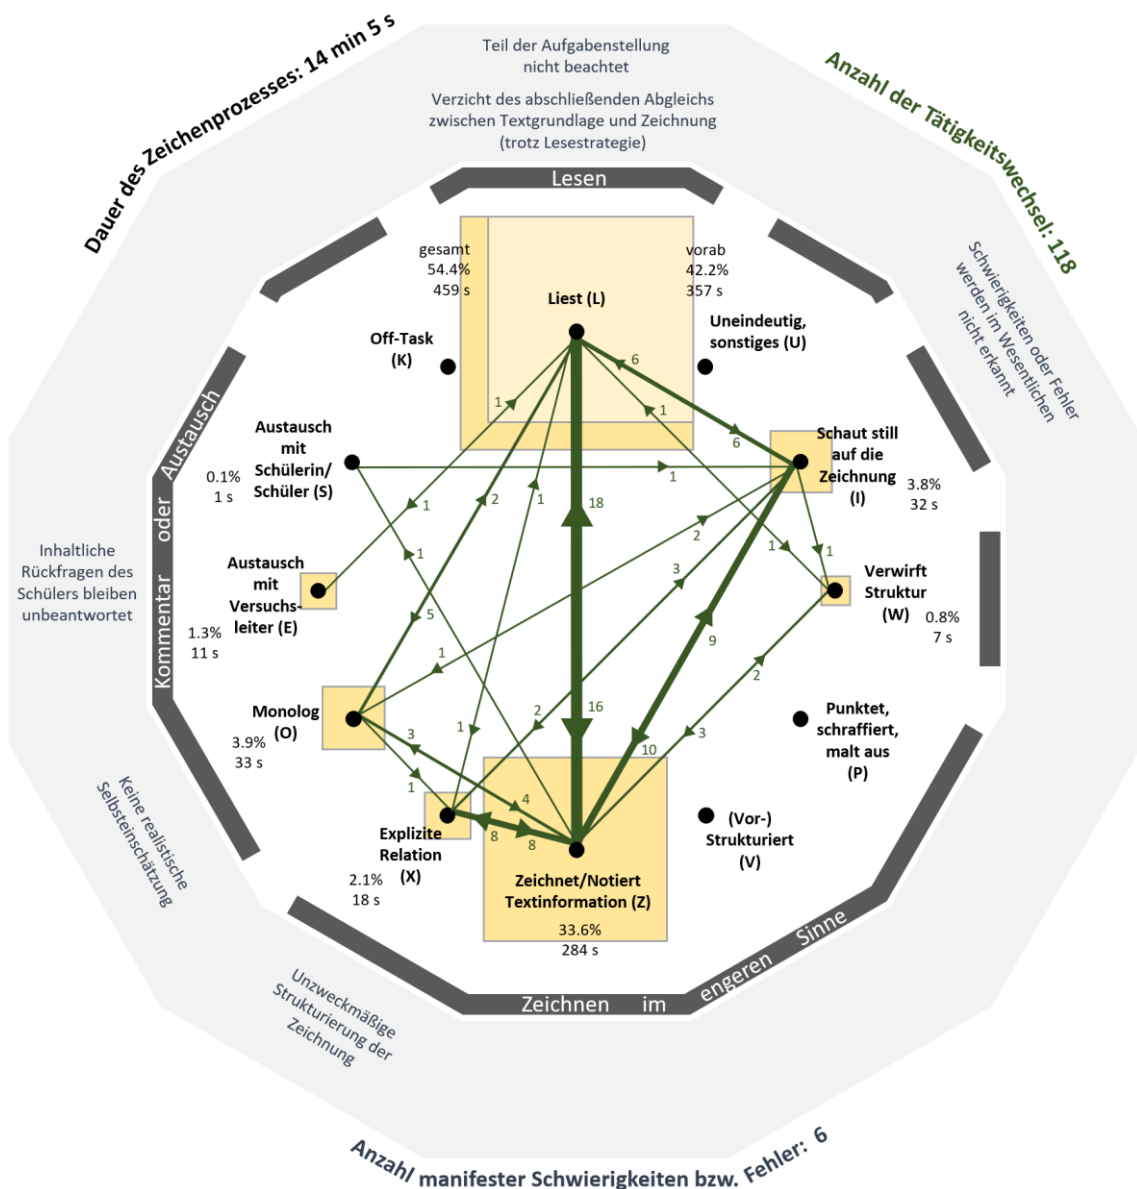 Dauer des Zeichenprozesses: 14 min 5 s
Teil der Aufgabenstellung
nicht beachtet
Verzicht des abschließenden Abgleichs
zwischen Textgrundlage und Zeichnung
(trotz Lesestrategie)
Anzahl der Tätigkeitswechsel: 118
Lesen
gesamt
54.4%
459 s
vorab
42.2%
357 s
Liest (L)
Schwierigkeiten oder Fehler
werden im Wesentlichen
nicht erkannt
Off-Task
(K)
Uneindeutig,
sonstiges (U)
6
1
1
Austausch
mit
Schülerin/
Schüler (S)
0.1%
1 s
2
1
6
Schaut still
auf die
Zeichnung
(I)
3.8%
32 s
1
Kommentar oder Austausch
1
18
2
1
1
Inhaltliche
Rückfragen des
Schülers bleiben
unbeantwortet
Austausch
mit
Versuchs-
leiter (E)
1.3%
11 s
1
3
Verwirft
Struktur
(W)
0.8%
7 s
5
9
1
2
Monolog
(O)
3.9%
33 s
1
2
16
3
3
10
Punktet,
schraffiert,
malt aus
(P)
1
4
8
8
Explizite
Relation
(X)
2.1%
18 s
(Vor-)
Strukturiert
(V)
Zeichnet/Notiert
Textinformation (Z)
33.6%
284 s
Keine realistische
Selbsteinschätzung
Unzweckmäßige
Strukturierung der
Zeichnung
Zeichnen im engeren Sinne
Anzahl manifester Schwierigkeiten bzw. Fehler: 6